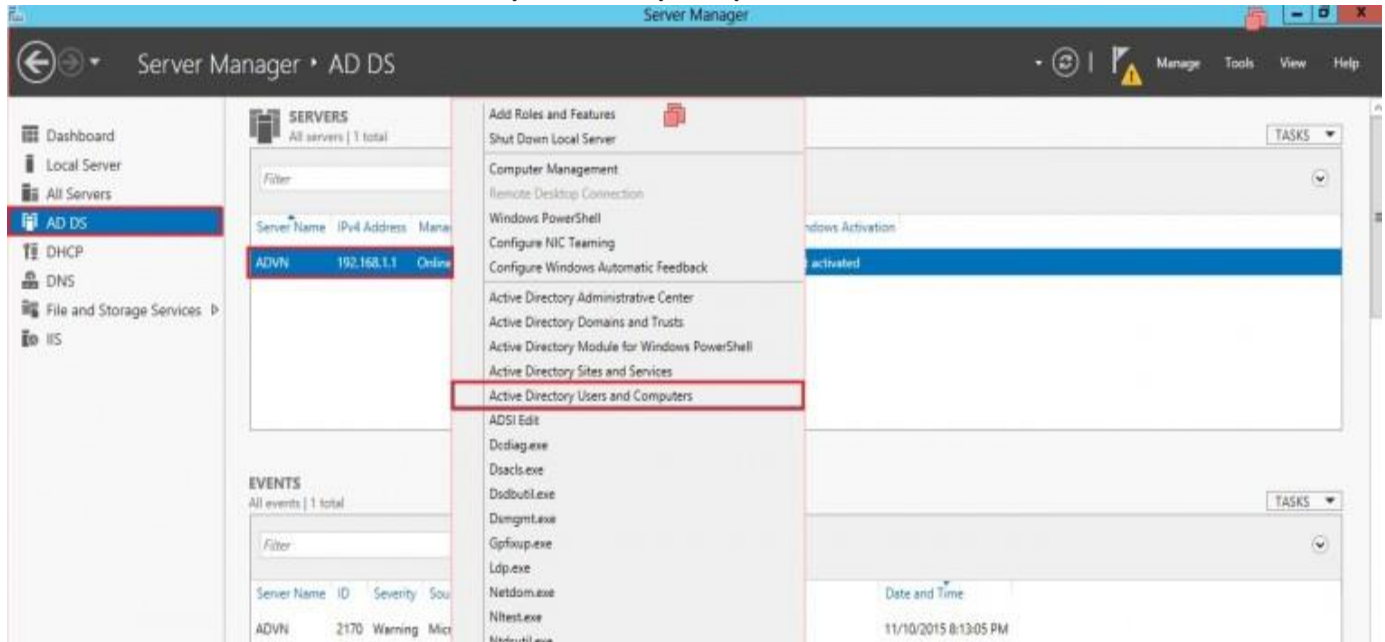 Server Manager
Server Manager • AD DS
Manage Tools View Help
Dashboard
Local Server
All Servers
AD DS
DHCP
DNS
File and Storage Services
IIS
SERVERS
All servers | 1 total
TASKS
Filter
Server Name IPv4 Address Mana
ndows Activation
ADVN 192.168.1.1 Online
activated
Add Roles and Features
Shut Down Local Server
Computer Management
Remote Desktop Connection
Windows PowerShell
Configure NIC Teaming
Configure Windows Automatic Feedback
Active Directory Administrative Center
Active Directory Domains and Trusts
Active Directory Module for Windows PowerShell
Active Directory Sites and Services
Active Directory Users and Computers
ADSI Edit
Dcdiag.exe
Dsacls.exe
Dsdbutil.exe
Dsmgmt.exe
Gpfixup.exe
Ldp.exe
Netdom.exe
Nltest.exe
Ntdsutil.exe
EVENTS
All events | 1 total
TASKS
Filter
Server Name ID Severity Sou
Date and Time
ADVN 2170 Warning Micr
11/10/2015 8:13:05 PM